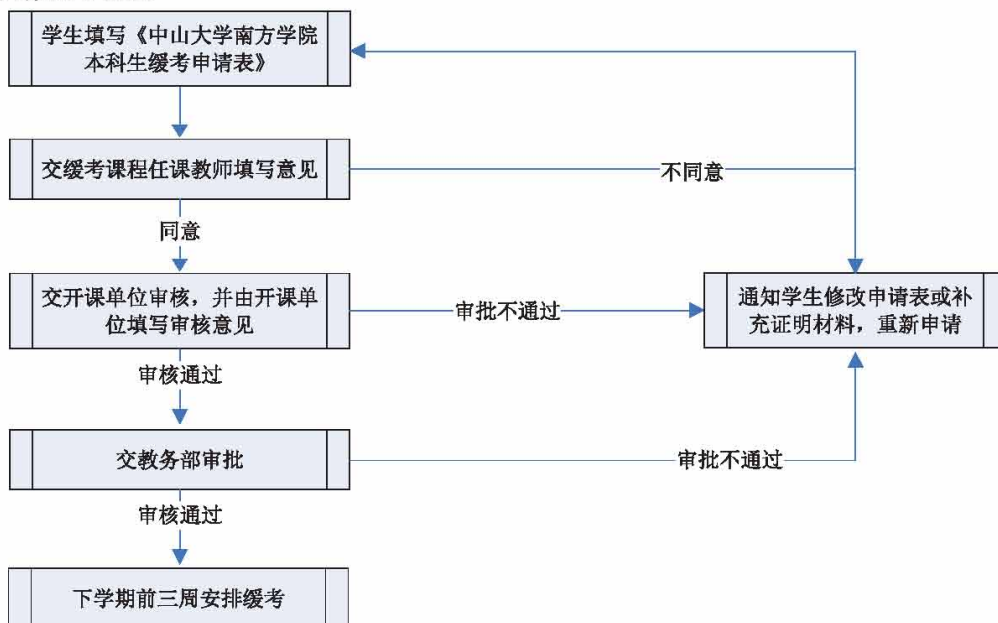 学生填写《中山大学南方学院
本科生缓考申请表》
交缓考课程任课教师填写意见
不同意
同意
交开课单位审核，并由开课单
位填写审核意见
审批不通过
通知学生修改申请表或补
充证明材料，重新申请
审核通过
交教务部审批
审批不通过
审核通过
下学期前三周安排缓考